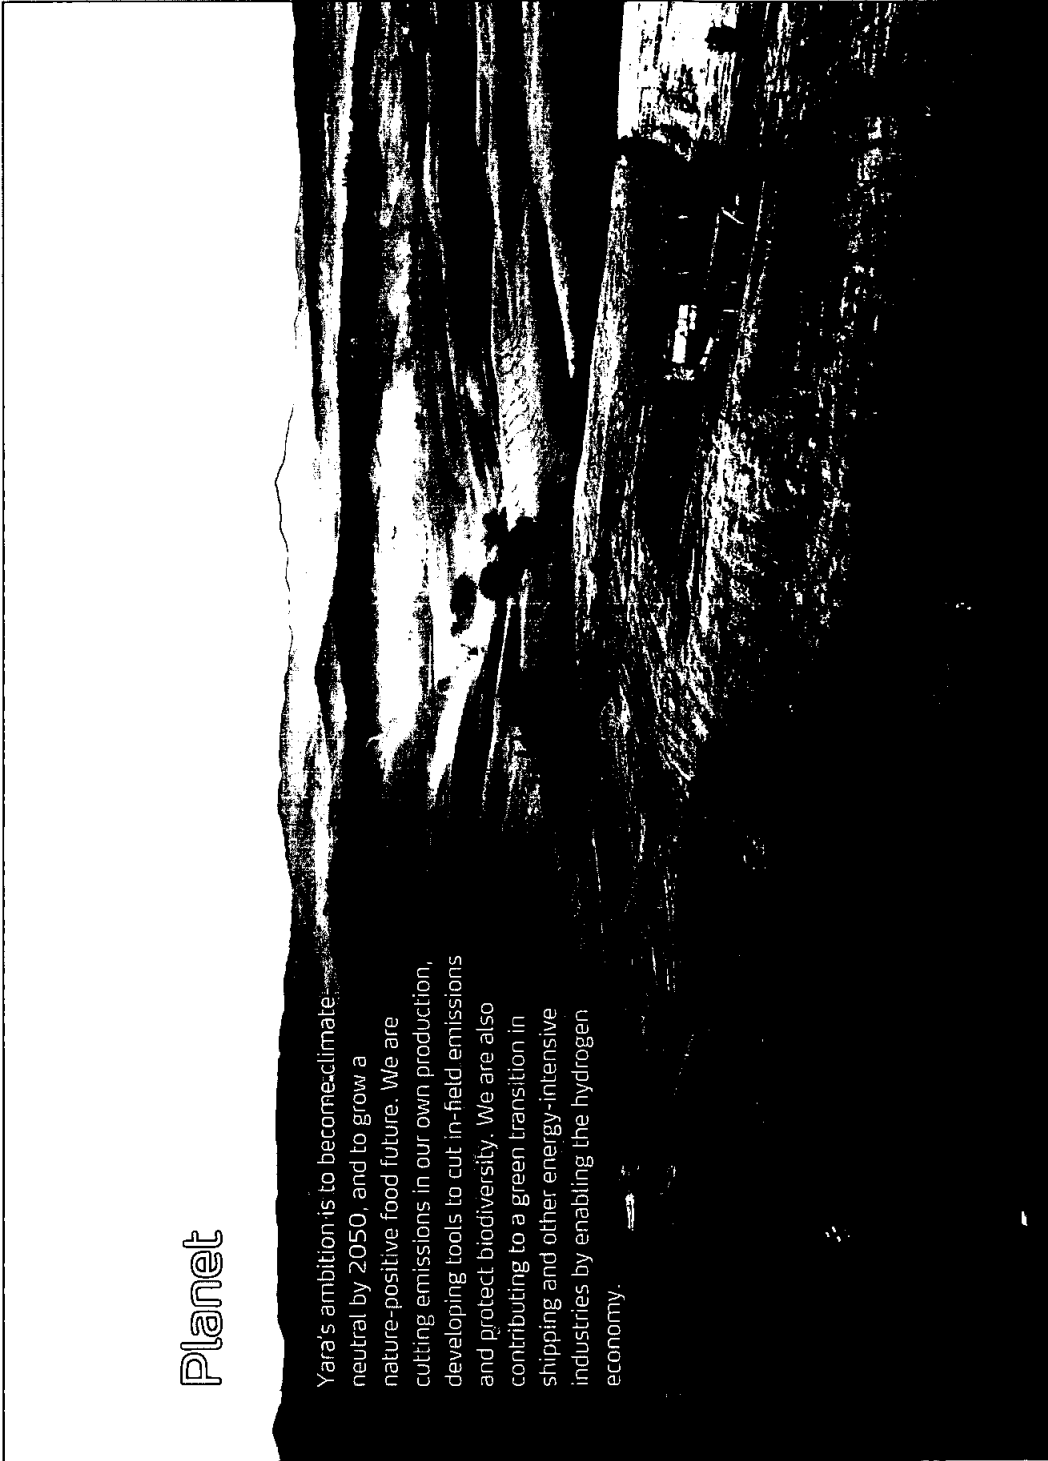 Planet
Yara's ambition is to become climate
neutral by 2050, and to grow a
nature-positive food future. We are
cutting emissions in our own production,
developing tools to cut in-field emissions
and protect biodiversity. We are also
contributing to a green transition in
shipping and other energy-intensive
industries by enabling the hydrogen
economy.